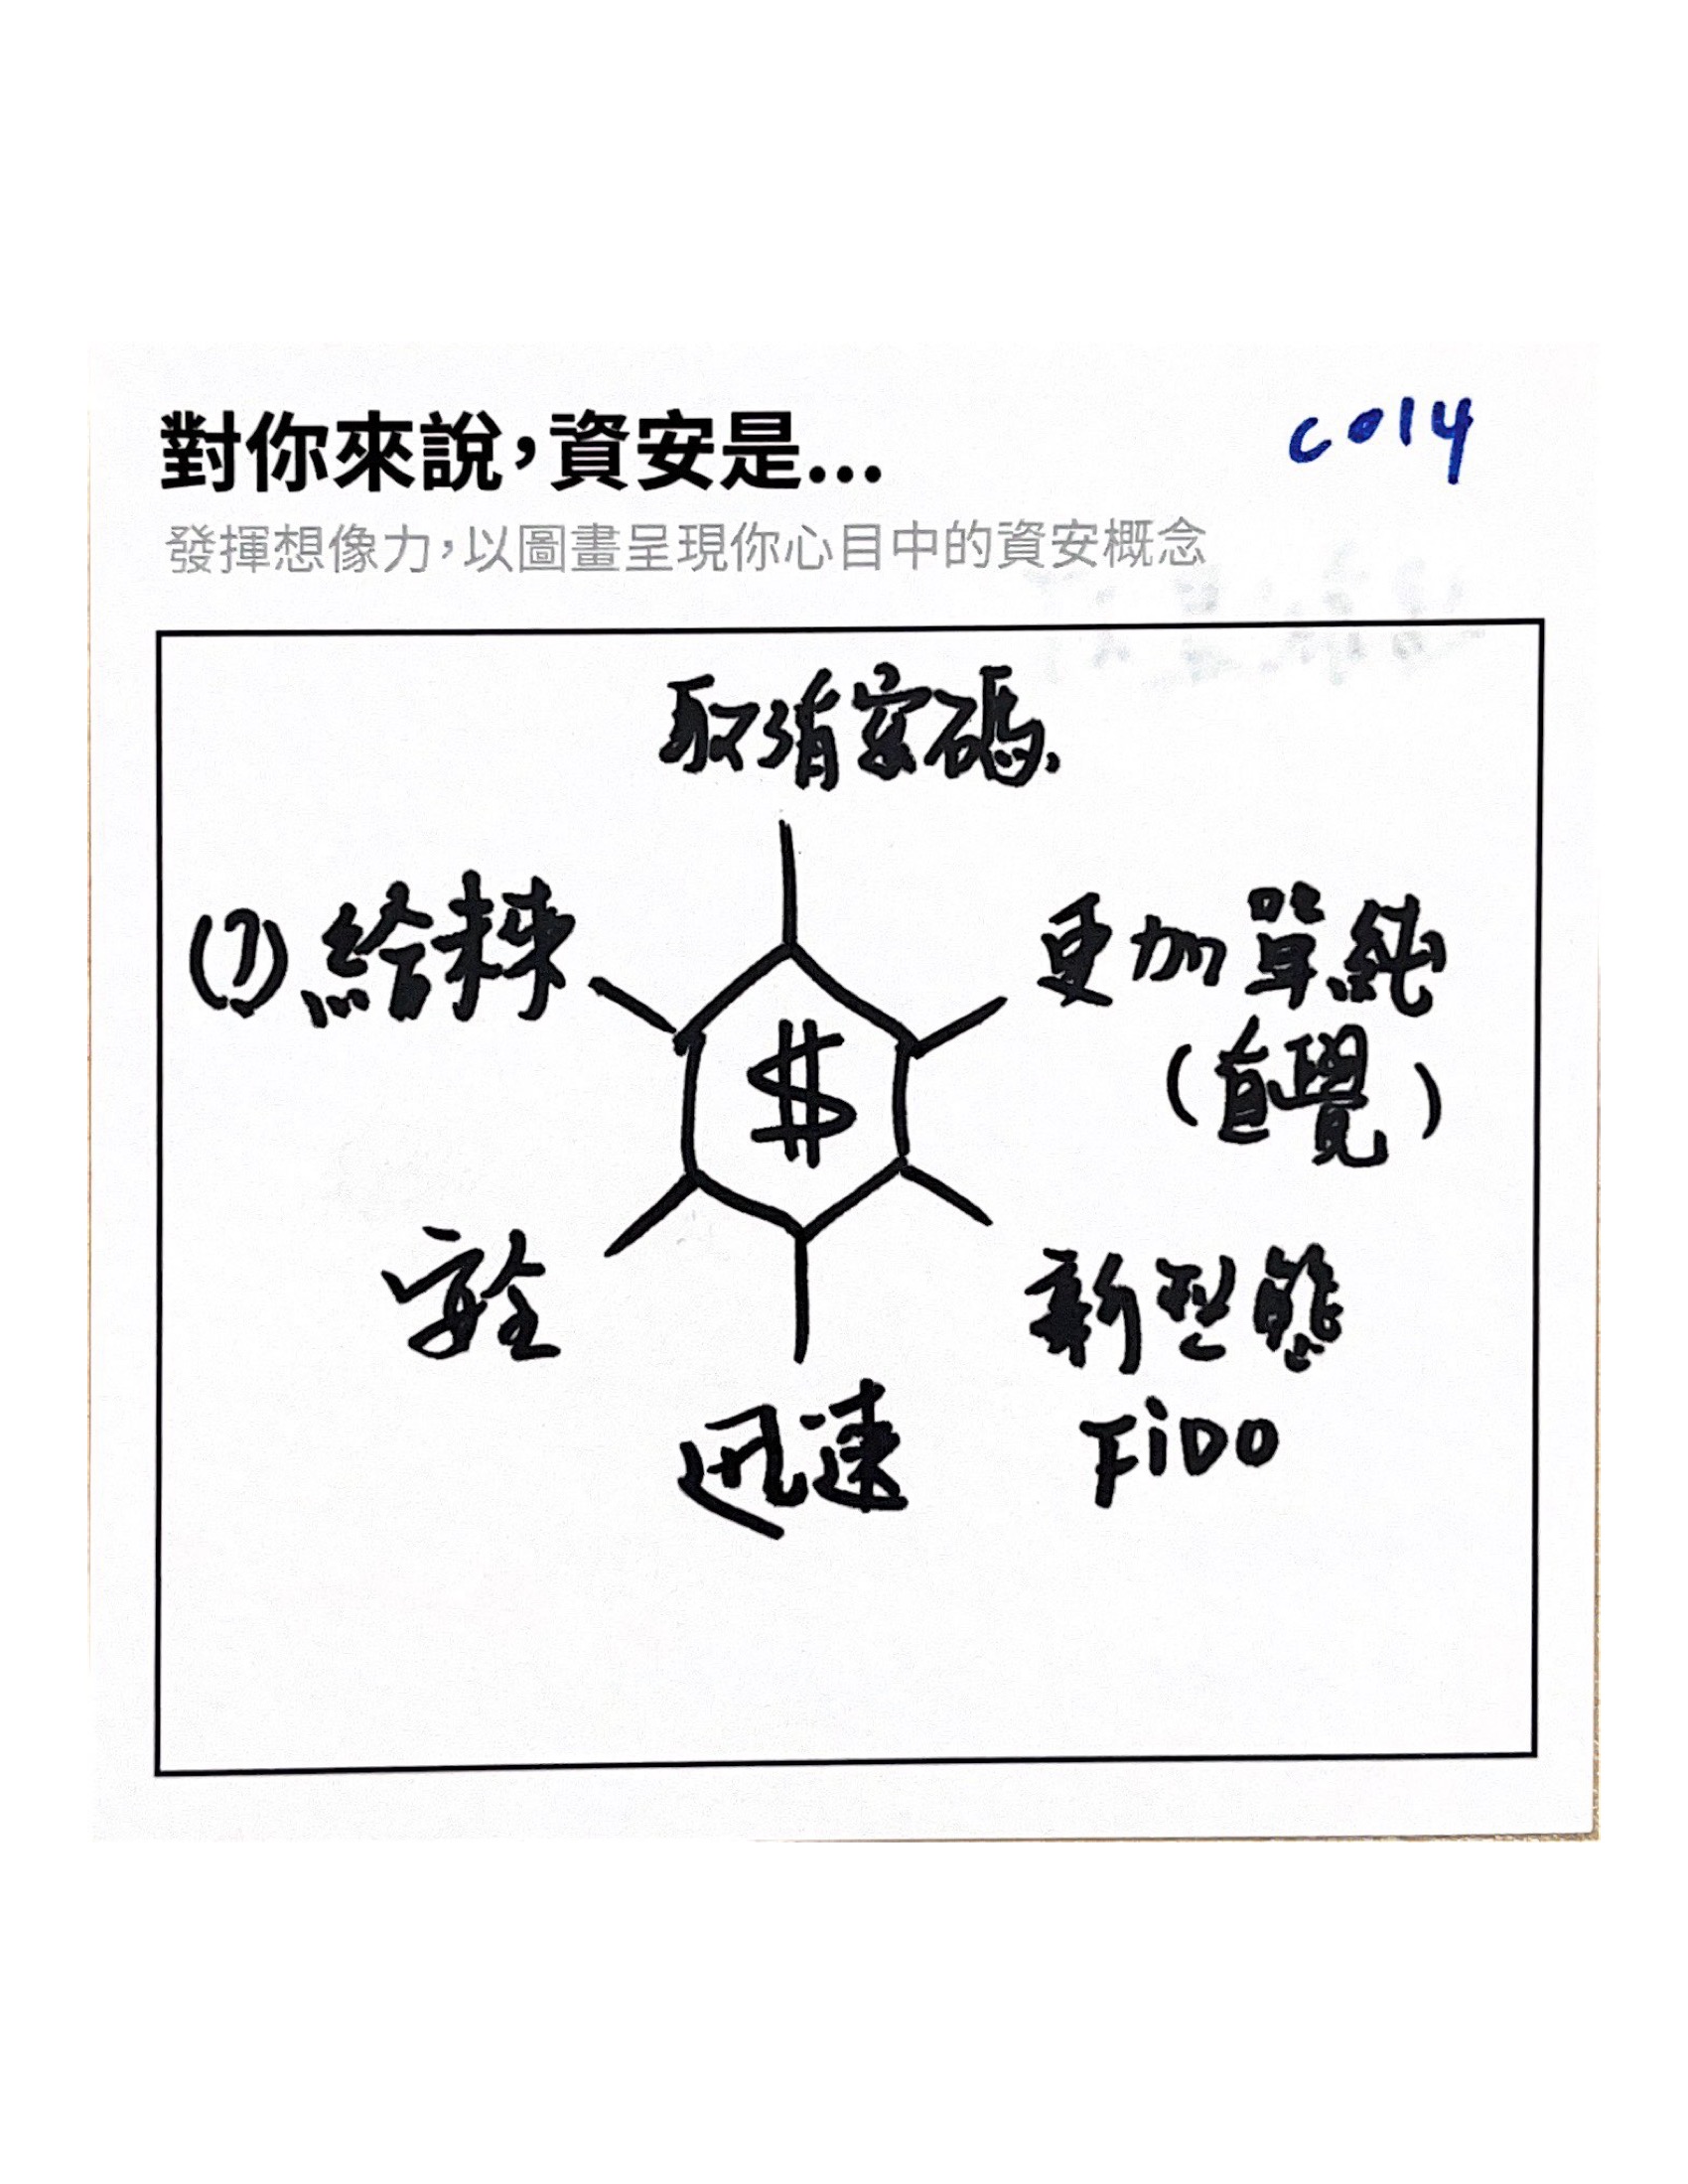 對你來說，資安是...
c014
發揮想像力，以圖畫呈現你心目中的資安概念
取消密碼
(?) 給
更加單純
(直覺)
$
安全
新型態
FiDO
迅速